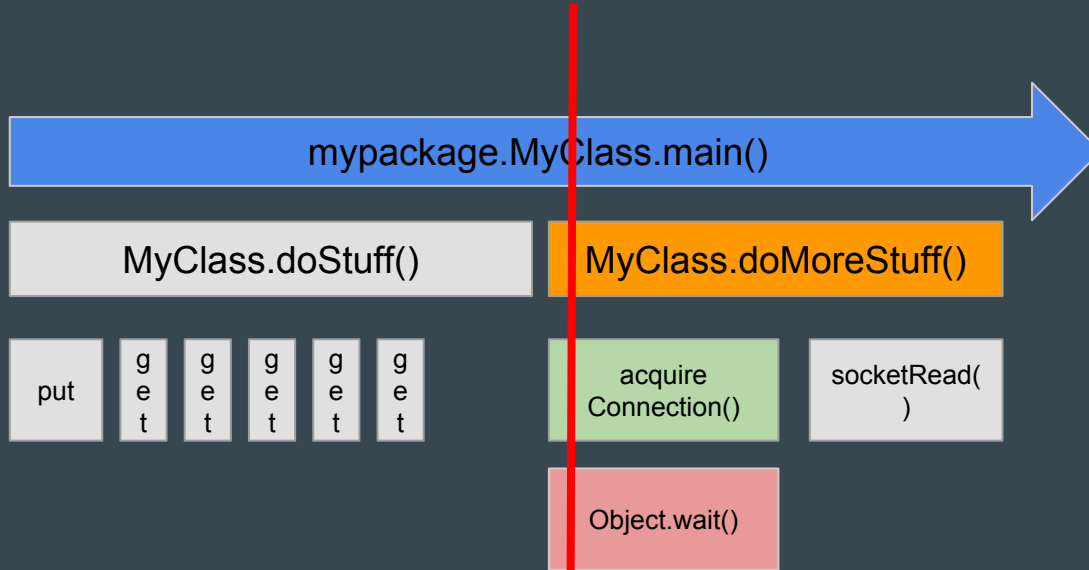 mypackage.MyClass.main()
MyClass.doStuff()
MyClass.doMoreStuff()
put
g
e
t
g
e
t
g
e
t
g
e
t
g
e
t
acquire
Connection()
socketRead(
)
Object.wait()